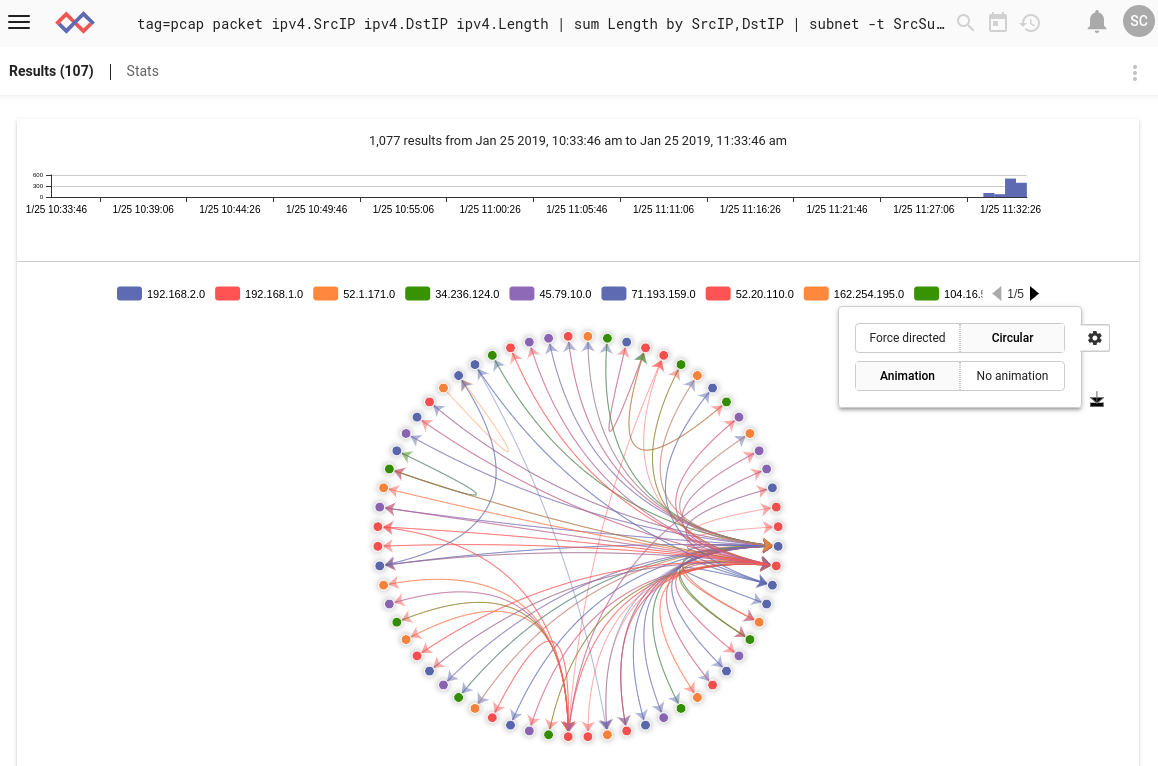 tag=pcap packet ipv4.SrcIP ipv4.DstIP ipv4.Length | sum Length by SrcIP,DstIP | subnet -t SrcSu…
SC
Results (107) | Stats
1,077 results from Jan 25 2019, 10:33:46 am to Jan 25 2019, 11:33:46 am
600
300
0
1/25 10:33:46 1/25 10:39:06 1/25 10:44:26 1/25 10:49:46 1/25 10:55:06 1/25 11:00:26 1/25 11:05:46 1/25 11:11:06 1/25 11:16:26 1/25 11:21:46 1/25 11:27:06 1/25 11:32:26
192.168.2.0 192.168.1.0 52.1.171.0 34.236.124.0 45.79.10.0 71.193.159.0 52.20.110.0 162.254.195.0 104.16. 1/5
Force directed Circular
Animation No animation